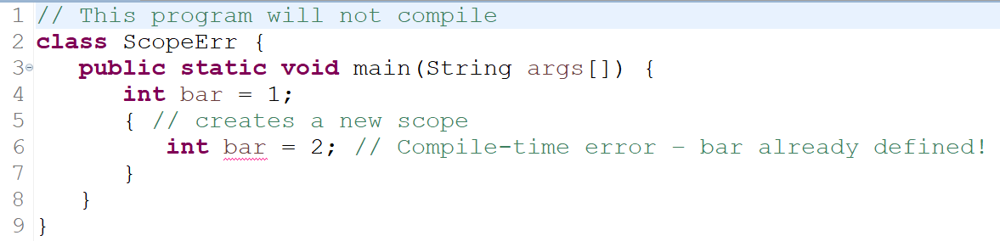 1 // This program will not compile
2 class ScopeErr {
3 public static void main(String args[]) {
4 int bar = 1;
5 { // creates a new scope
6 int bar = 2; // Compile-time error – bar already defined!
7 }
8 }
9 }